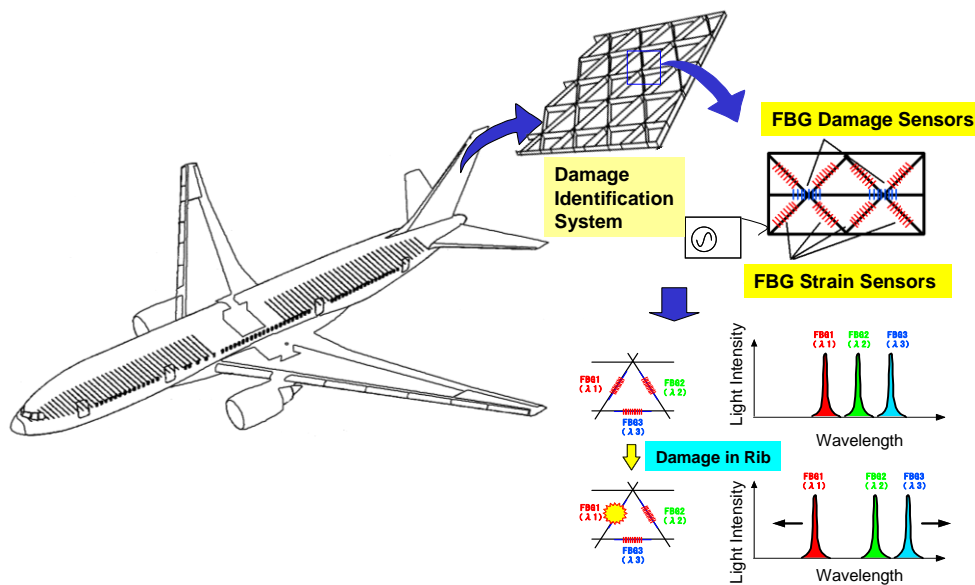 FBG Damage Sensors
Damage
Identification
System
FBG Strain Sensors
FBG1
(λ1)
FBG2
(λ2)
FBG3
(λ3)
Light Intensity
FBG1
(λ1)
FBG2
(λ2)
FBG3
(λ3)
Wavelength
Damage in Rib
FBG1
(λ1)
FBG2
(λ2)
FBG3
(λ3)
Light Intensity
FBG1
(λ1)
FBG2
(λ2)
FBG3
(λ3)
Wavelength